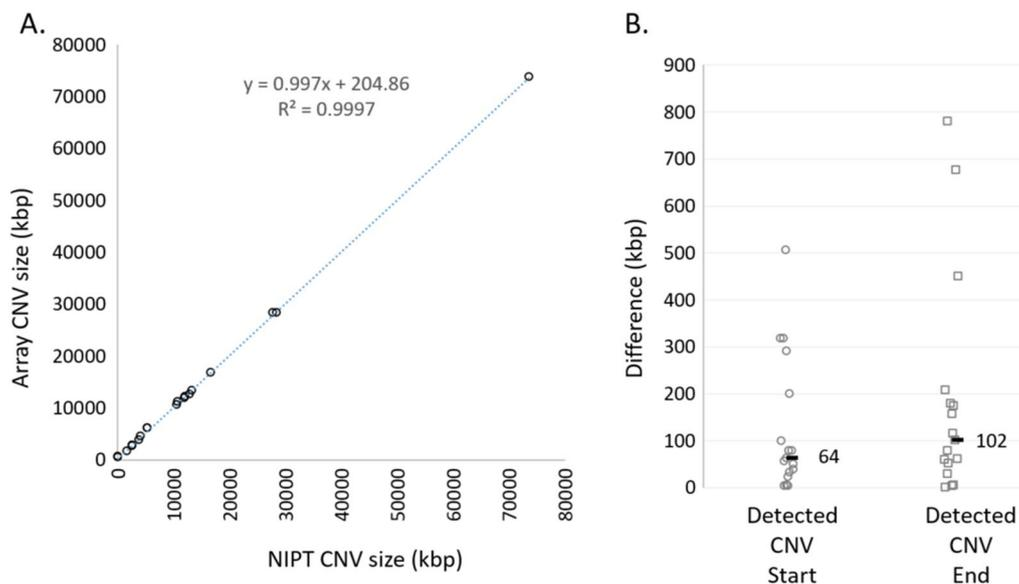 A.
80000
70000
60000
50000
40000
30000
20000
10000
0
Array CNV size (kbp)
y = 0.997x + 204.86
R² = 0.9997
0
10000
20000
30000
40000
50000
60000
70000
80000
NIPT CNV size (kbp)
B.
900
800
700
600
500
400
300
200
100
0
Difference (kbp)
64
102
Detected
CNV
Start
Detected
CNV
End